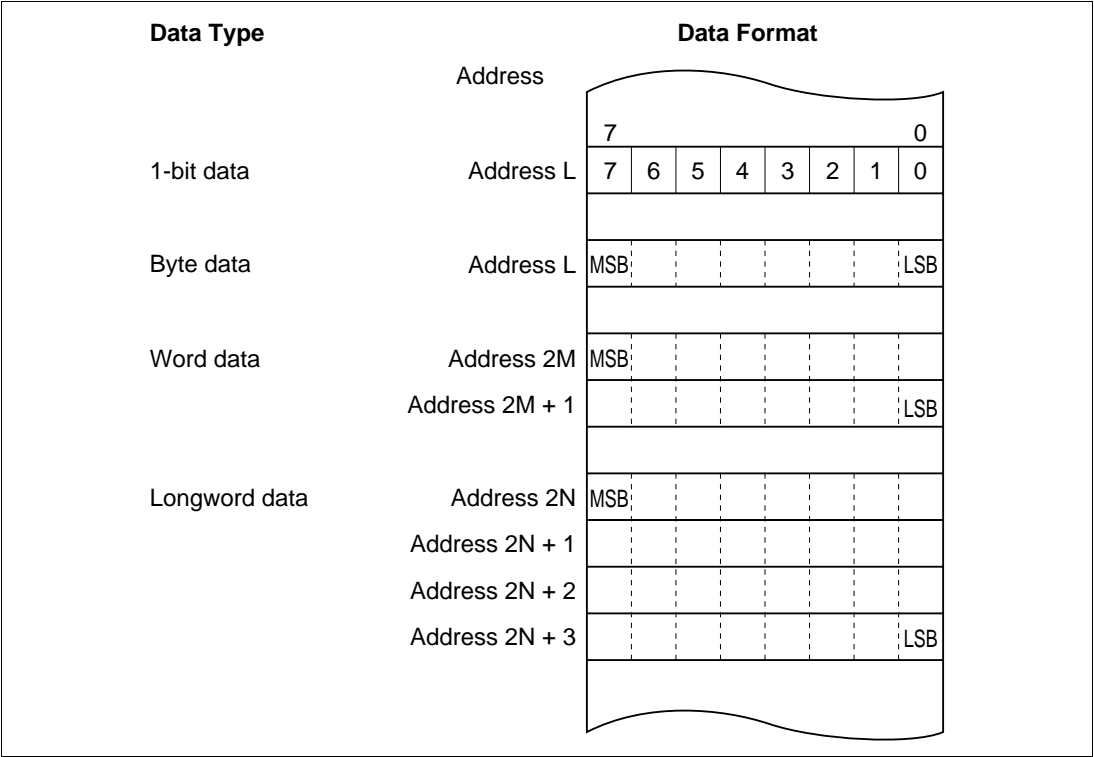 Data Type Data Format
Address
7 0
1-bit data Address L 7 6 5 4 3 2 1 0
Byte data Address L MSB LSB
Word data Address 2M MSB
Address 2M + 1 LSB
Longword data Address 2N MSB
Address 2N + 1
Address 2N + 2
Address 2N + 3 LSB